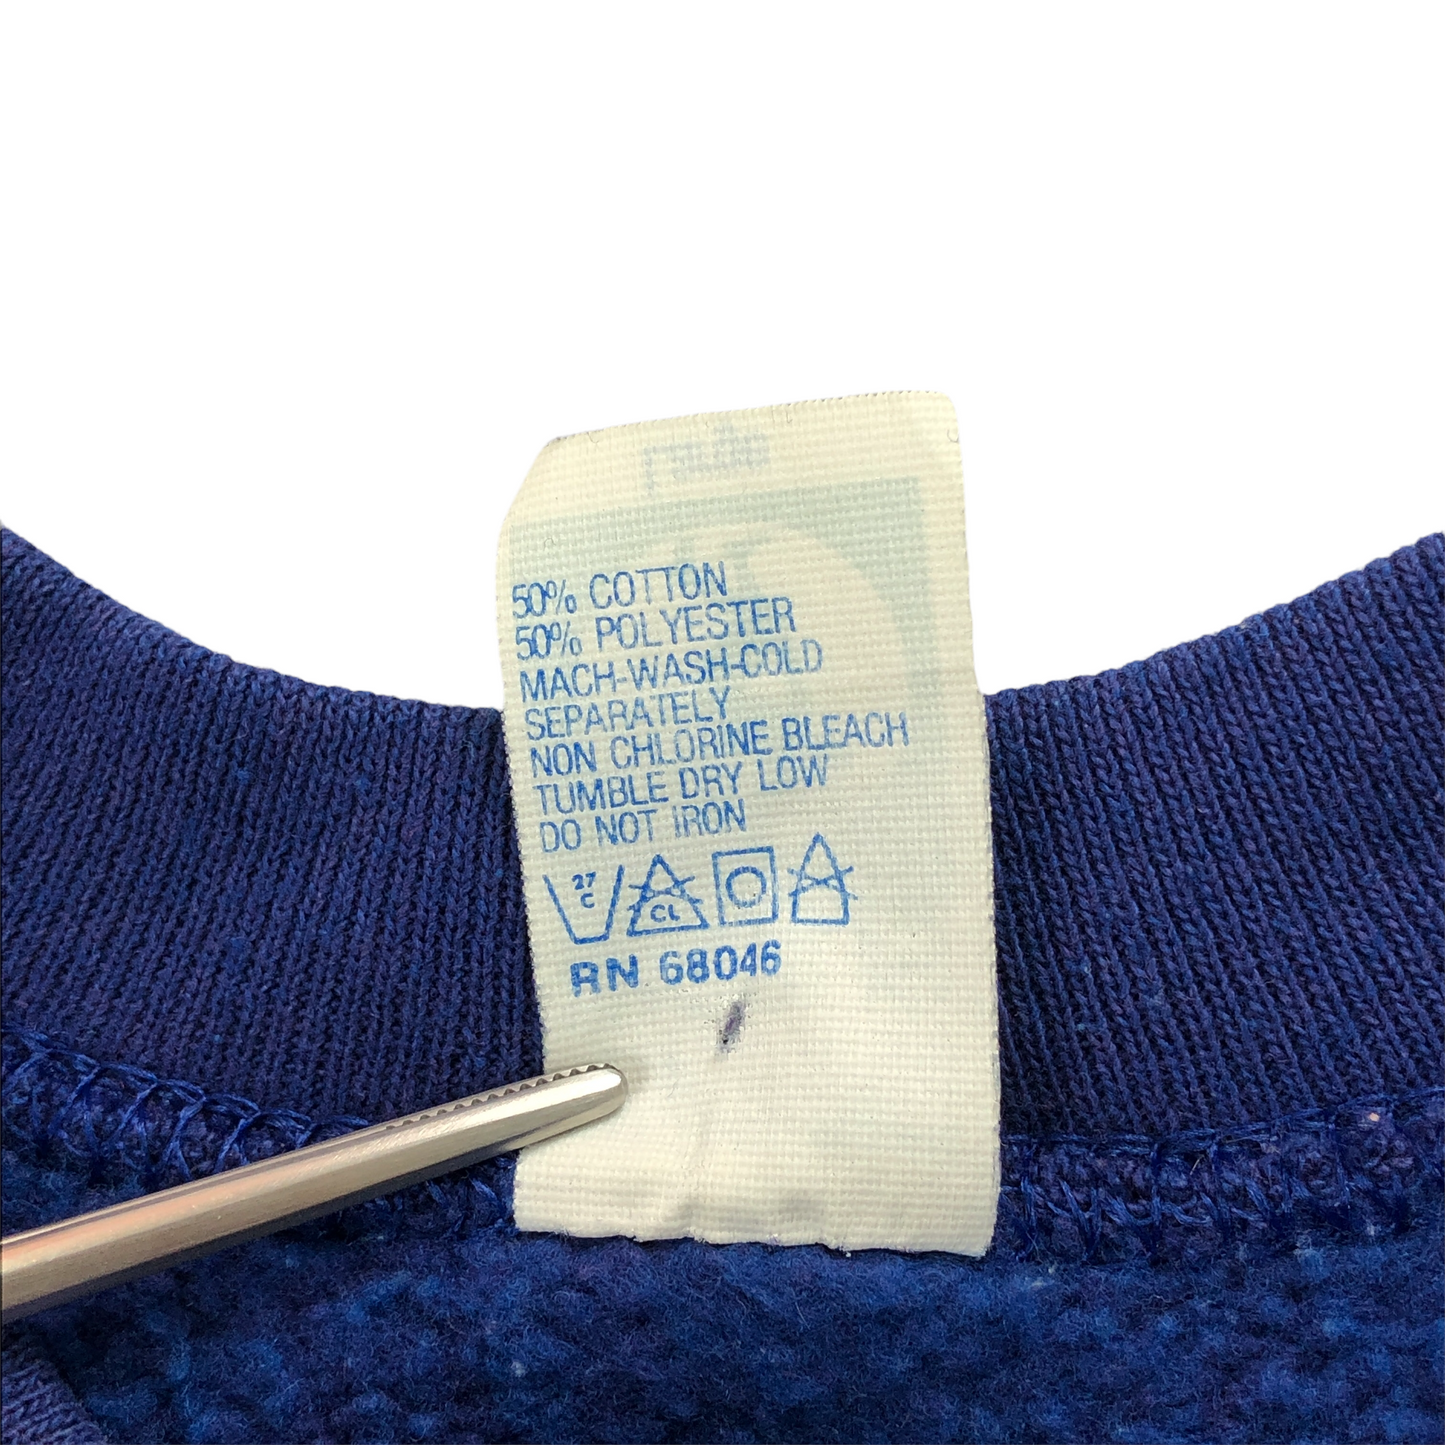 50% COTTON
50% POLYESTER
MACH-WASH-COLD
SEPARATELY
NON CHLORINE BLEACH
TUMBLE DRY LOW
DO NOT IRON
27
C
CL
RN 68046